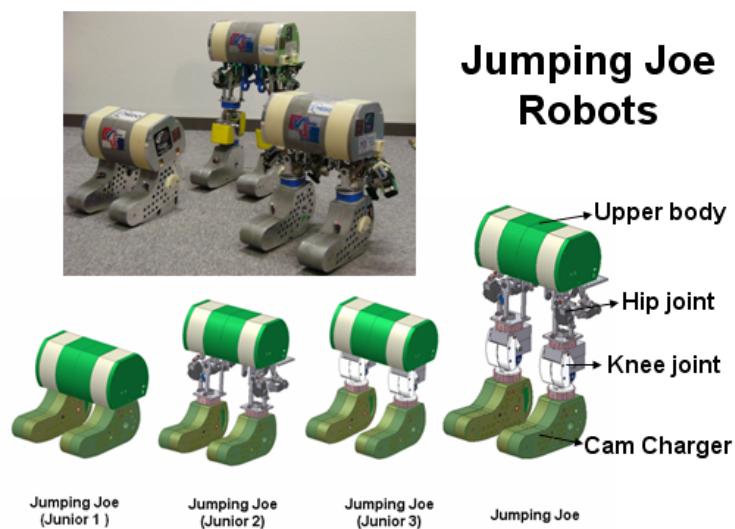 Jumping Joe
Robots
Upper body
Hip joint
Knee joint
Cam Charger
Jumping Joe
(Junior 1 )
Jumping Joe
(Junior 2)
Jumping Joe
(Junior 3)
Jumping Joe